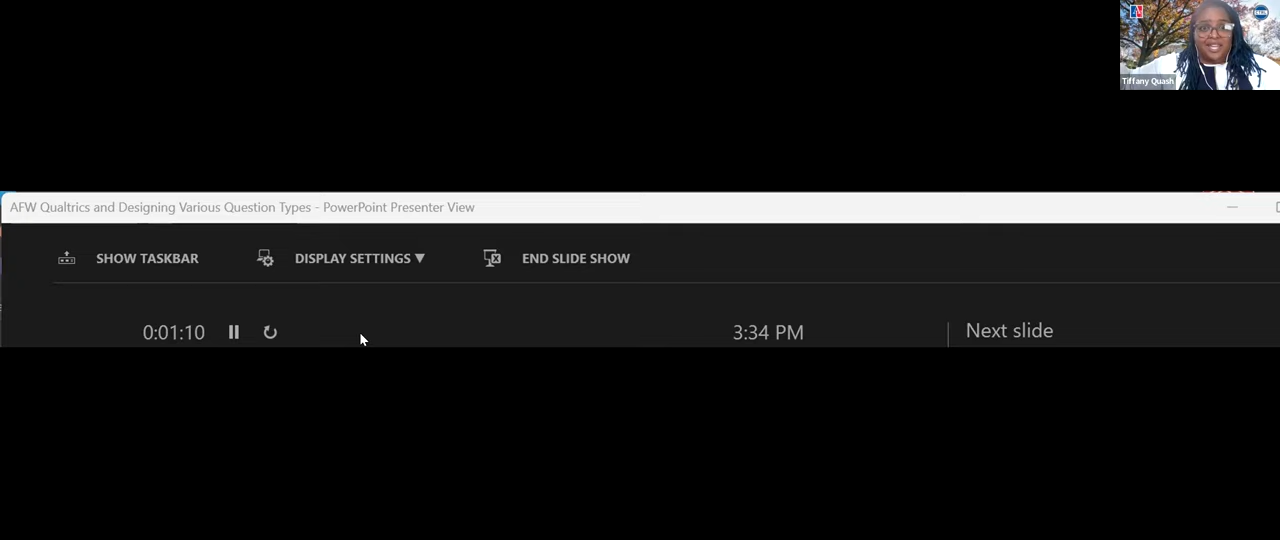 CTRL
Tiffany Quash
AFW Qualtrics and Designing Various Question Types - PowerPoint Presenter View
SHOW TASKBAR
DISPLAY SETTINGS ▼
END SLIDE SHOW
0:01:10
3:34 PM
Next slide